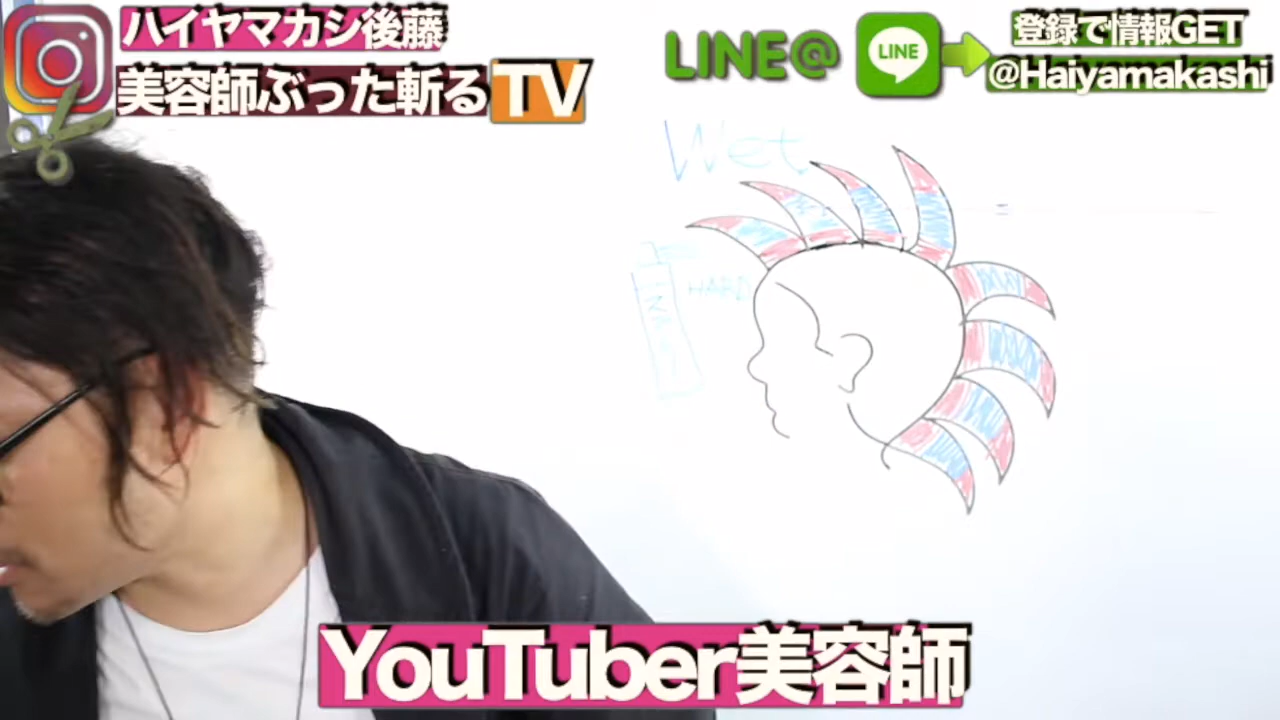 ハイヤマカシ後藤
美容師ぶった斬るTV
LINE@
LINE
登録で情報GET
@Haiyamakashi
Wet
HARD
YouTuber美容師